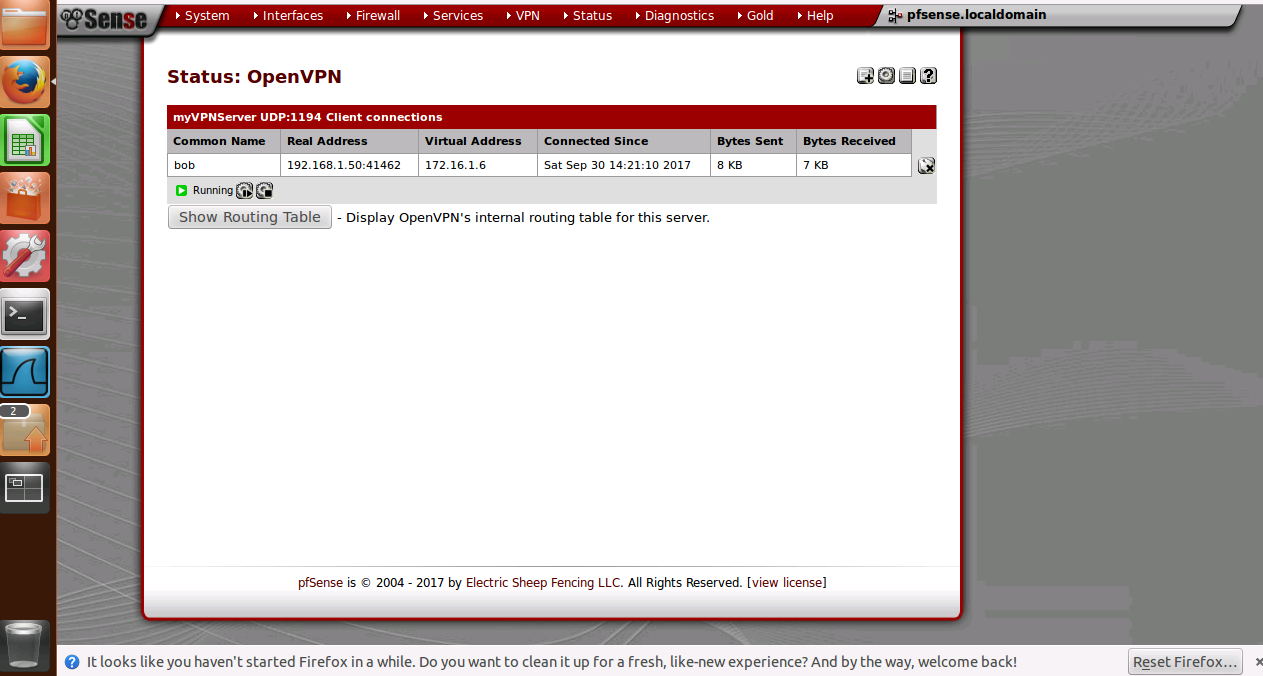 Sense System Interfaces Firewall Services VPN Status Diagnostics Gold Help pfsense.localdomain
Status: OpenVPN
myVPNServer UDP:1194 Client connections
Common Name Real Address Virtual Address Connected Since Bytes Sent Bytes Received
bob 192.168.1.50:41462 172.16.1.6 Sat Sep 30 14:21:10 2017 8 KB 7 KB
Running
Show Routing Table - Display OpenVPN's internal routing table for this server.
2
pfSense is © 2004 - 2017 by Electric Sheep Fencing LLC. All Rights Reserved. [view license]
It looks like you haven't started Firefox in a while. Do you want to clean it up for a fresh, like-new experience? And by the way, welcome back! Reset Firefox...